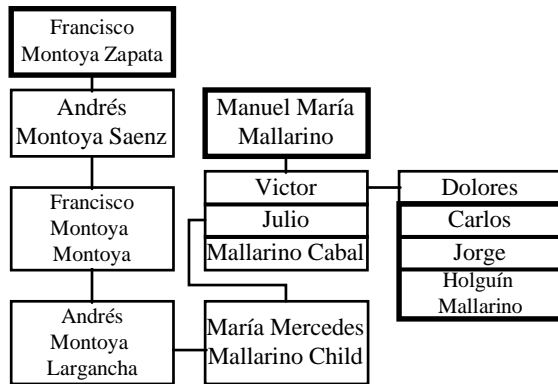 Francisco
Montoya Zapata
Andrés
Montoya Saenz
Manuel María
Mallarino
Francisco
Montoya
Montoya
Victor
Julio
Mallarino Cabal
Dolores
Carlos
Jorge
Holguín
Mallarino
Andrés
Montoya
Largancha
María Mercedes
Mallarino Child